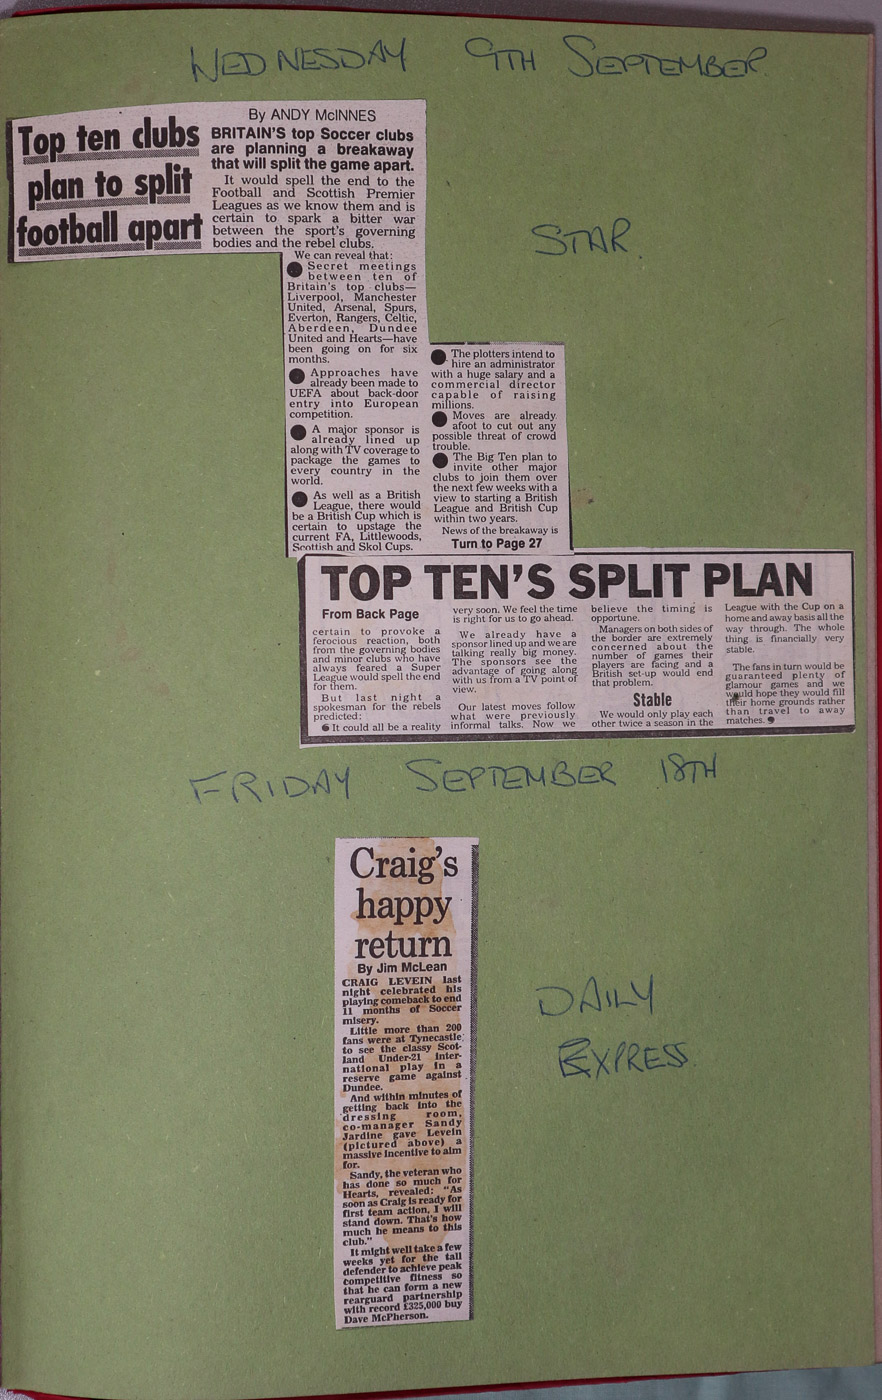 WEDNESDAY 9TH SEPTEMBER
Top ten clubs
plan to split
football apart
By ANDY McINNES
BRITAIN'S top Soccer clubs
are planning a breakaway
that will split the game apart.
It would spell the end to the
Football and Scottish Premier
Leagues as we know them and is
certain to spark a bitter war
between the sport's governing
bodies and the rebel clubs.
We can reveal that:
● Secret meetings
between ten of
Britain's top clubs—
Liverpool, Manchester
United, Arsenal, Spurs,
Everton, Rangers, Celtic,
Aberdeen, Dundee
United and Hearts—have
been going on for six
months.
● Approaches have
already been made to
UEFA about back-door
entry into European
competition.
● A major sponsor is
already lined up
along with TV coverage to
package the games to
every country in the
world.
● As well as a British
League, there would
be a British Cup which is
certain to upstage the
current FA, Littlewoods,
Scottish and Skol Cups.
● The plotters intend to
hire an administrator
with a huge salary and a
commercial director
capable of raising
millions.
● Moves are already
afoot to cut out any
possible threat of crowd
trouble.
● The Big Ten plan to
invite other major
clubs to join them over
the next few weeks with a
view to starting a British
League and British Cup
within two years.
News of the breakaway is
Turn to Page 27
STAR.
TOP TEN'S SPLIT PLAN
From Back Page
certain to provoke a
ferocious reaction, both
from the governing bodies
and minor clubs who have
always feared a Super
League would spell the end
for them.
But last night a
spokesman for the rebels
predicted:
● It could all be a reality
very soon. We feel the time
is right for us to go ahead.
We already have a
sponsor lined up and we are
talking really big money.
The sponsors see the
advantage of going along
with us from a TV point of
view.
Our latest moves follow
what were previously
informal talks. Now we
believe the timing is
opportune.
Managers on both sides of
the border are extremely
concerned about the
number of games their
players are facing and a
British set-up would end
that problem.
Stable
We would only play each
other twice a season in the
League with the Cup on a
home and away basis all the
way through. The whole
thing is financially very
stable.
The fans in turn would be
guaranteed plenty of
glamour games and we
would hope they would fill
their home grounds rather
than travel to away
matches. ●
FRIDAY SEPTEMBER 18TH
Craig's
happy
return
By Jim McLean
CRAIG LEVEIN last
night celebrated his
playing comeback to end
11 months of Soccer
misery.
Little more than 200
fans were at Tynecastle
to see the classy Scot-
land Under-21 inter-
national play in a
reserve game against
Dundee.
And within minutes of
getting back into the
dressing room,
co-manager Sandy
Jardine gave Levein
(pictured above) a
massive incentive to aim
for.
Sandy, the veteran who
has done so much for
Hearts, revealed: "As
soon as Craig is ready for
first team action, I will
stand down. That's how
much he means to this
club."
It might well take a few
weeks yet for the tall
defender to achieve peak
competitive fitness so
that he can form a new
rearguard partnership
with record £325,000 buy
Dave McPherson.
DAILY
EXPRESS